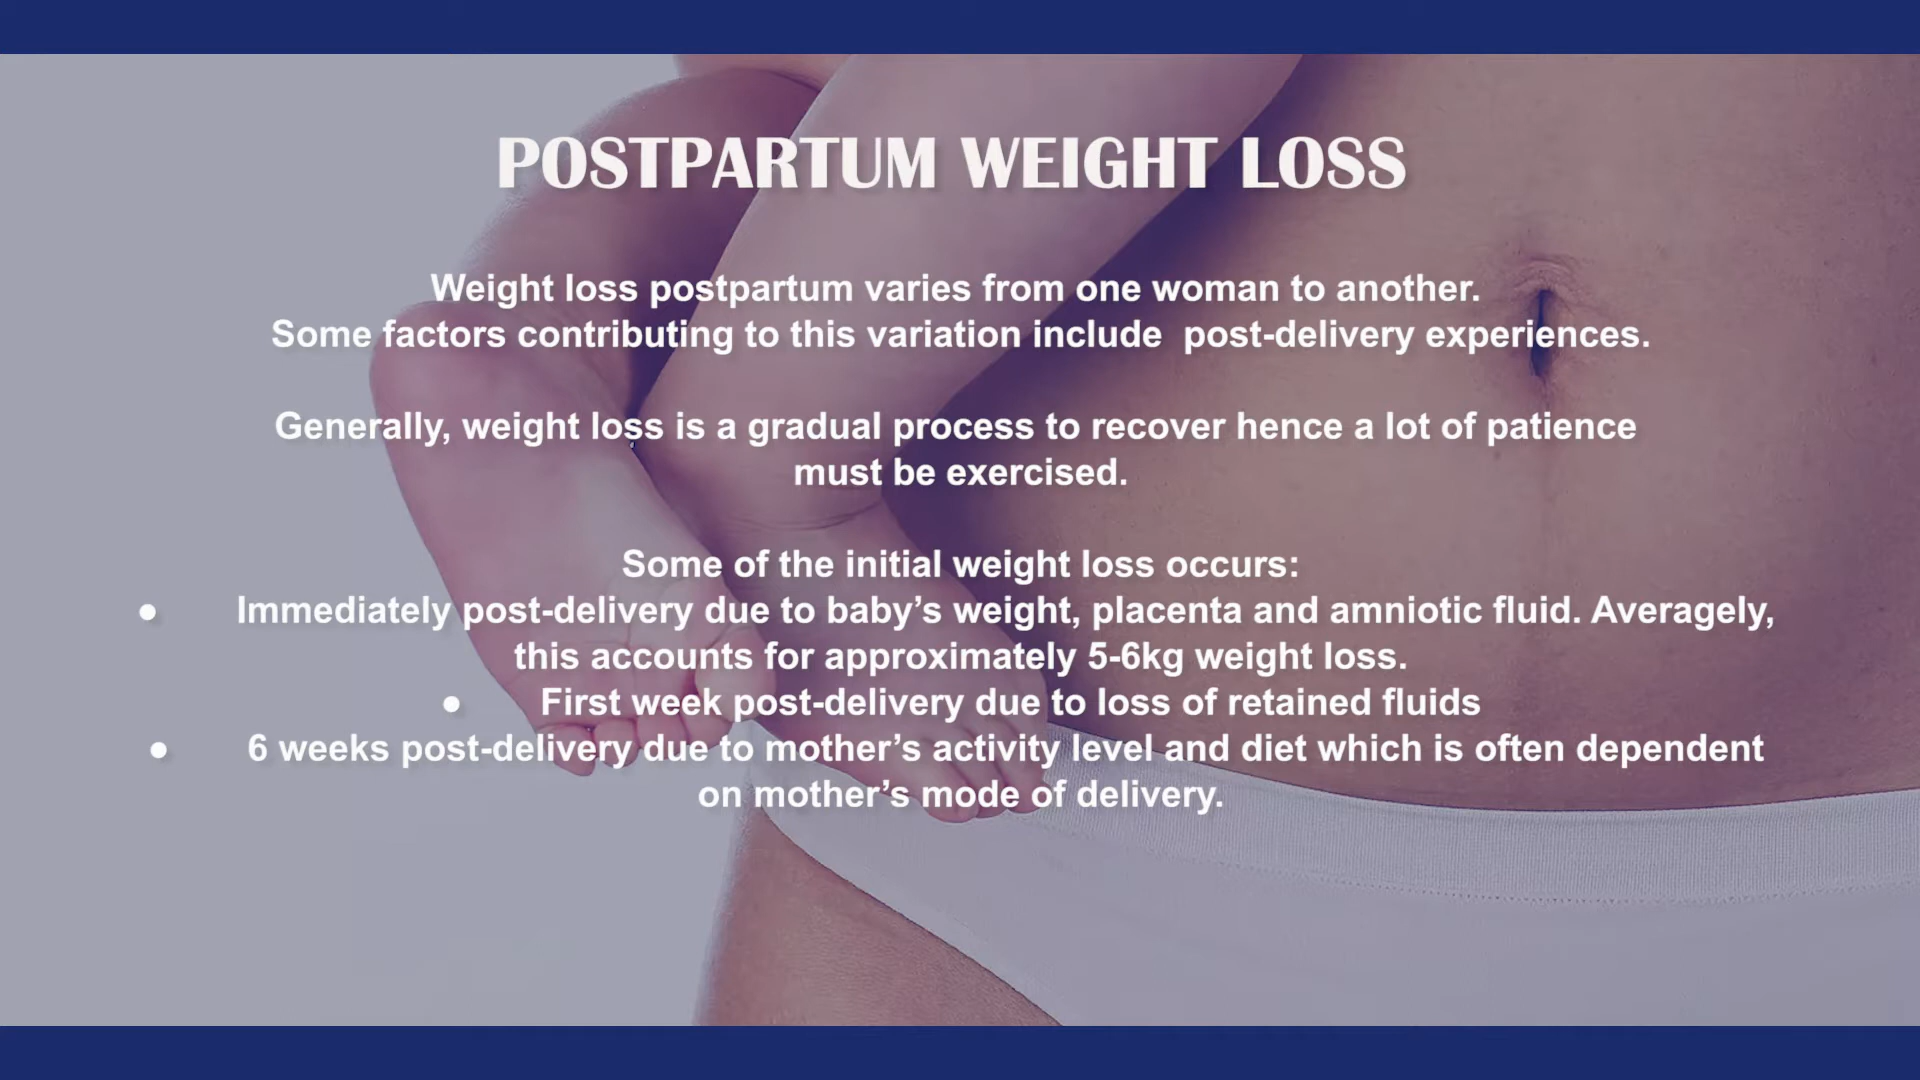 POSTPARTUM WEIGHT LOSS
Weight loss postpartum varies from one woman to another.
Some factors contributing to this variation include  post-delivery experiences.
Generally, weight loss is a gradual process to recover hence a lot of patience
must be exercised.
Some of the initial weight loss occurs:
● Immediately post-delivery due to baby’s weight, placenta and amniotic fluid. Averagely,
this accounts for approximately 5-6kg weight loss.
● First week post-delivery due to loss of retained fluids
● 6 weeks post-delivery due to mother’s activity level and diet which is often dependent
on mother’s mode of delivery.